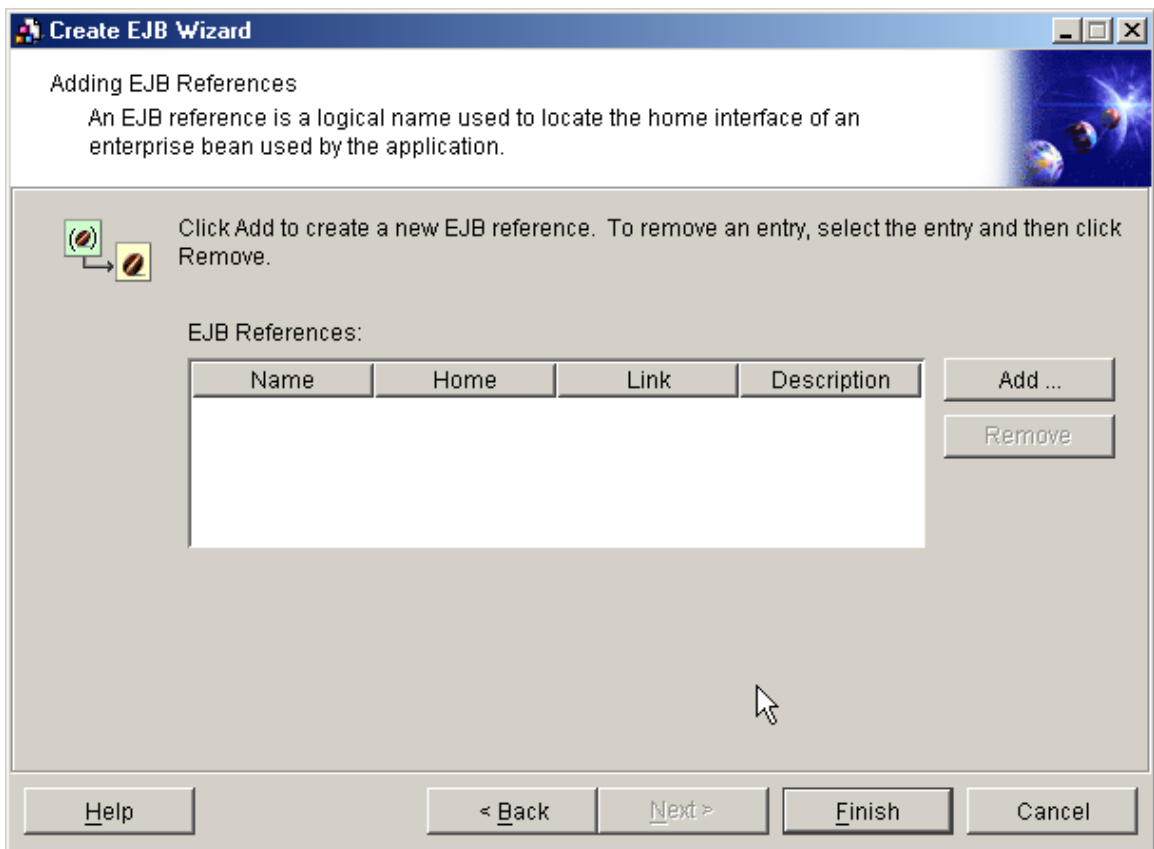 Create EJB Wizard
Adding EJB References
An EJB reference is a logical name used to locate the home interface of an
enterprise bean used by the application.
Click Add to create a new EJB reference.  To remove an entry, select the entry and then click
Remove.
EJB References:
Name Home Link Description
Add ...
Remove
Help < Back Next > Finish Cancel